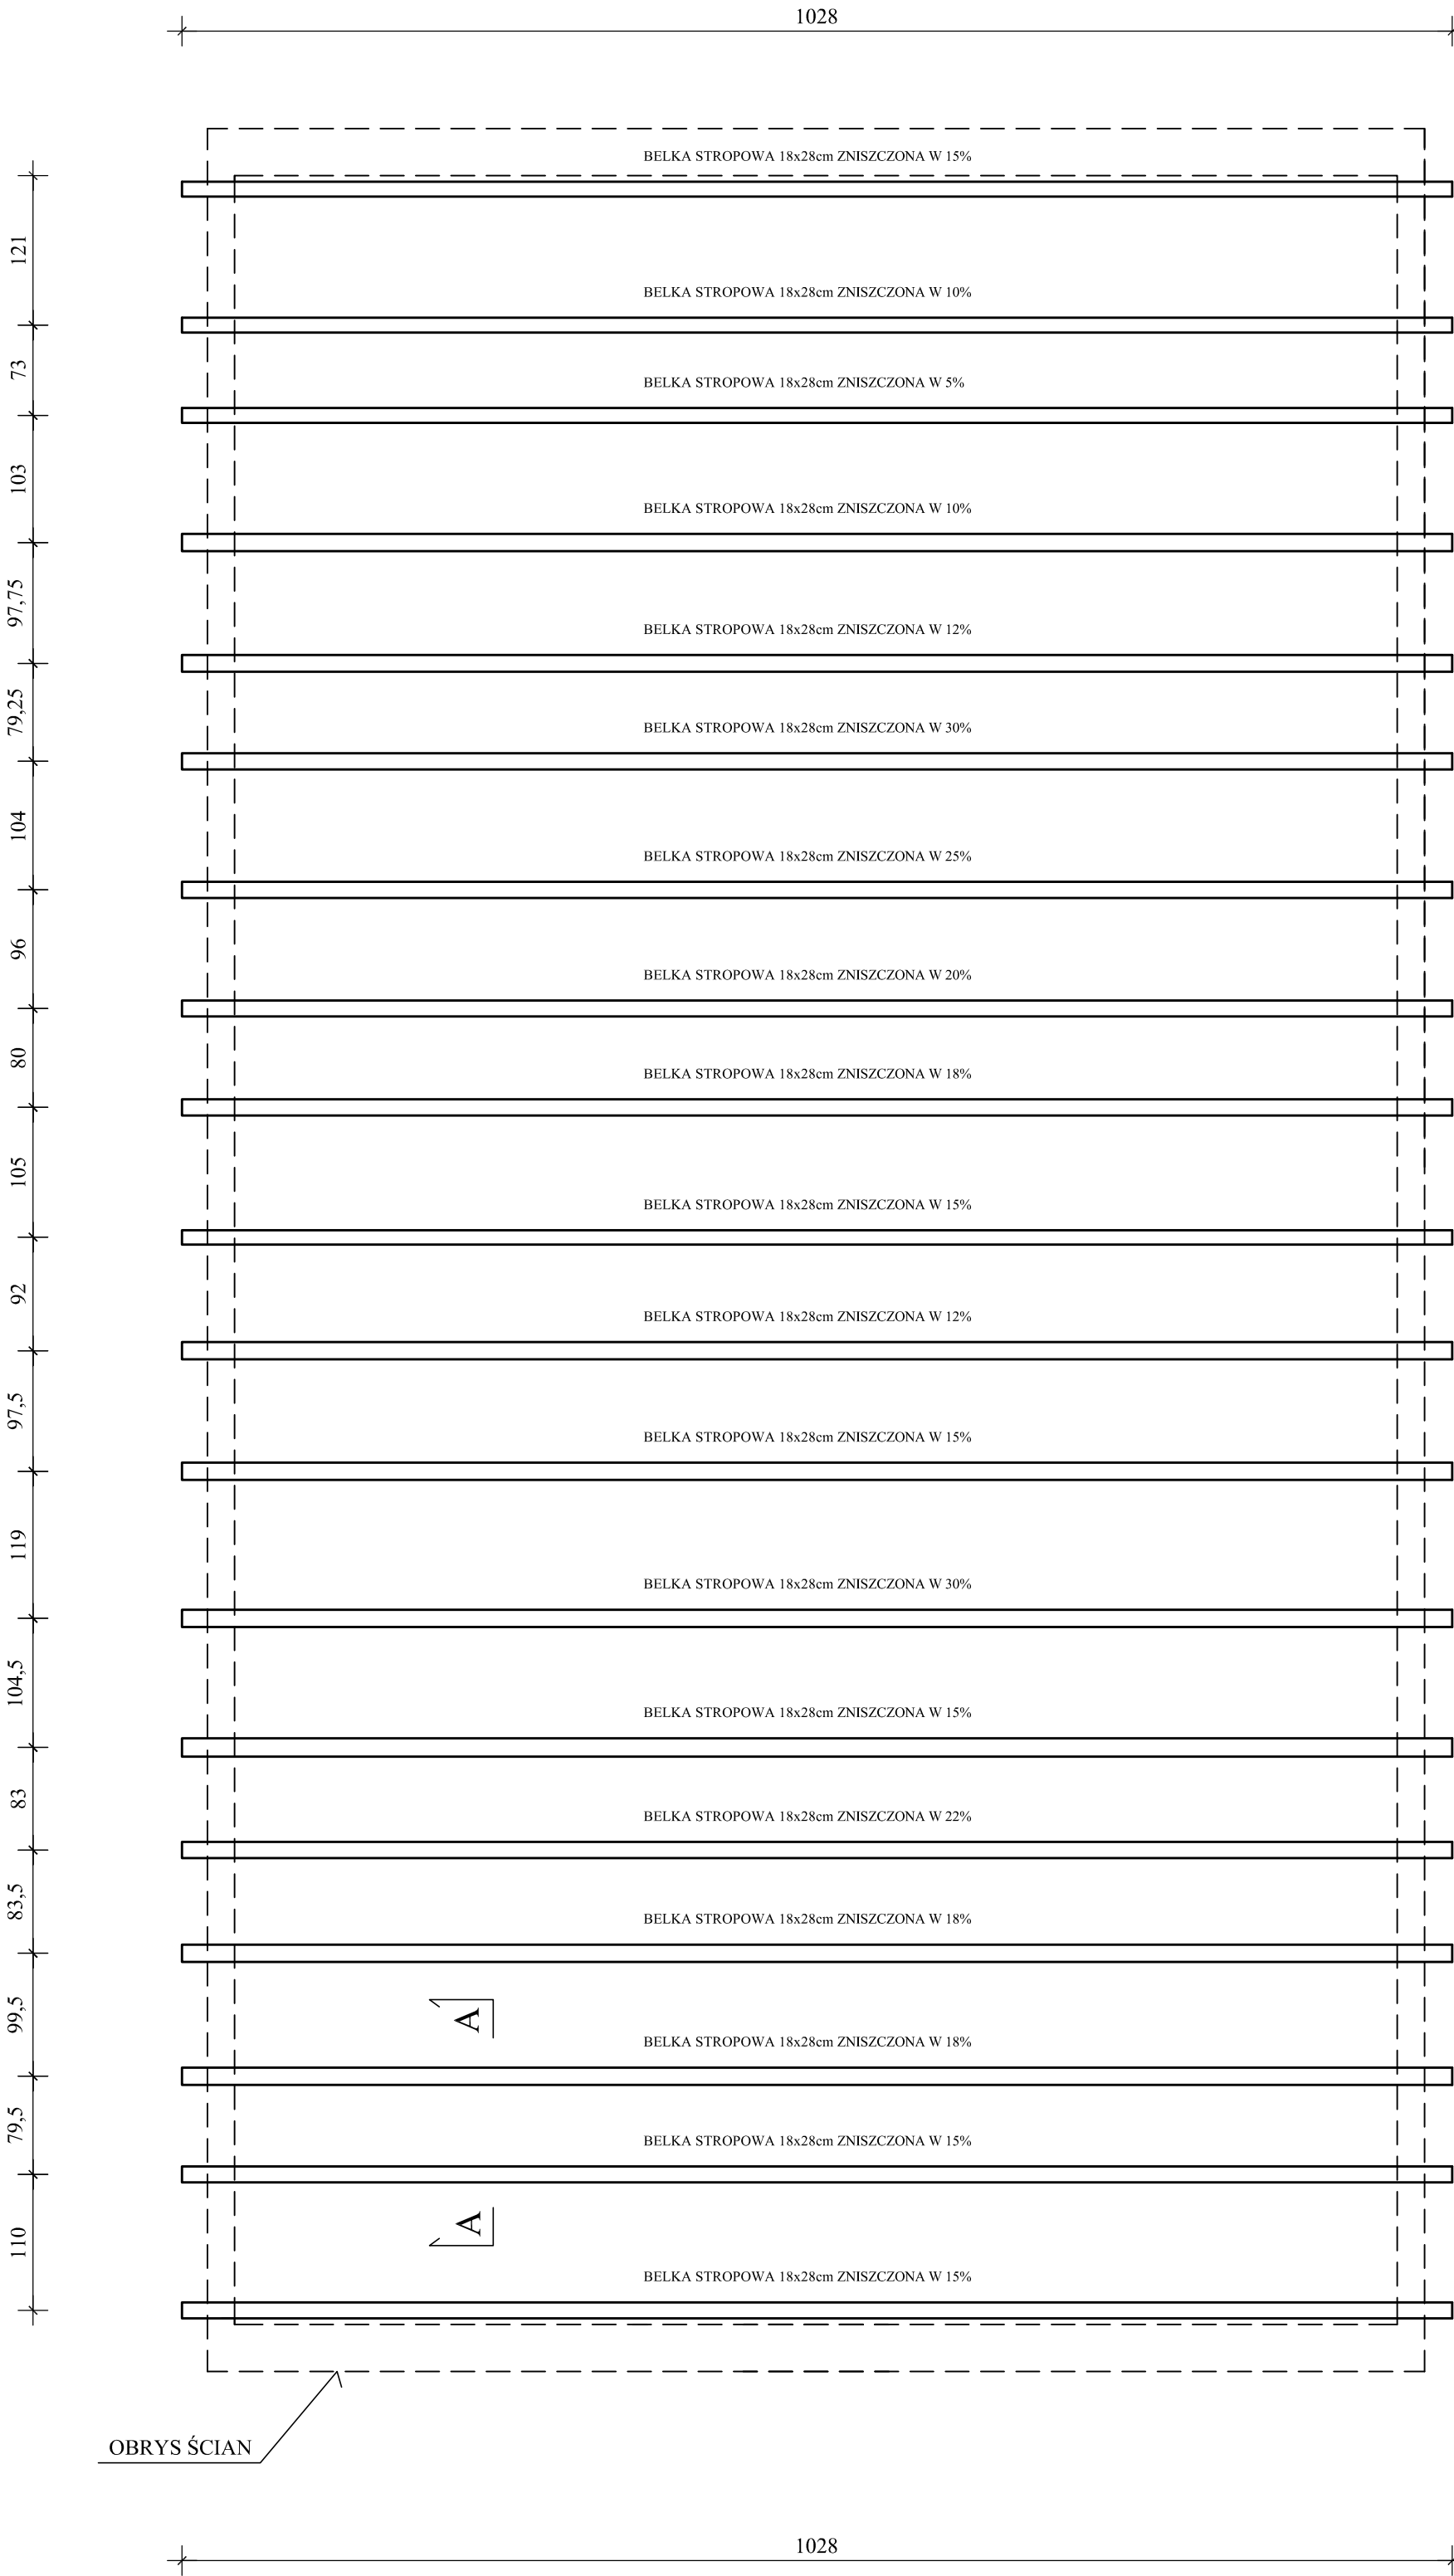 1028
BELKA STROPOWA 18x28cm ZNISZCZONA W 15%
121
BELKA STROPOWA 18x28cm ZNISZCZONA W 10%
73
BELKA STROPOWA 18x28cm ZNISZCZONA W 5%
103
BELKA STROPOWA 18x28cm ZNISZCZONA W 10%
97,75
BELKA STROPOWA 18x28cm ZNISZCZONA W 12%
79,25
BELKA STROPOWA 18x28cm ZNISZCZONA W 30%
104
BELKA STROPOWA 18x28cm ZNISZCZONA W 25%
96
BELKA STROPOWA 18x28cm ZNISZCZONA W 20%
80
BELKA STROPOWA 18x28cm ZNISZCZONA W 18%
105
BELKA STROPOWA 18x28cm ZNISZCZONA W 15%
92
BELKA STROPOWA 18x28cm ZNISZCZONA W 12%
97,5
BELKA STROPOWA 18x28cm ZNISZCZONA W 15%
119
BELKA STROPOWA 18x28cm ZNISZCZONA W 30%
104,5
BELKA STROPOWA 18x28cm ZNISZCZONA W 15%
83
BELKA STROPOWA 18x28cm ZNISZCZONA W 22%
83,5
BELKA STROPOWA 18x28cm ZNISZCZONA W 18%
99,5
A
BELKA STROPOWA 18x28cm ZNISZCZONA W 18%
79,5
BELKA STROPOWA 18x28cm ZNISZCZONA W 15%
110
A
BELKA STROPOWA 18x28cm ZNISZCZONA W 15%
OBRYS ŚCIAN
1028